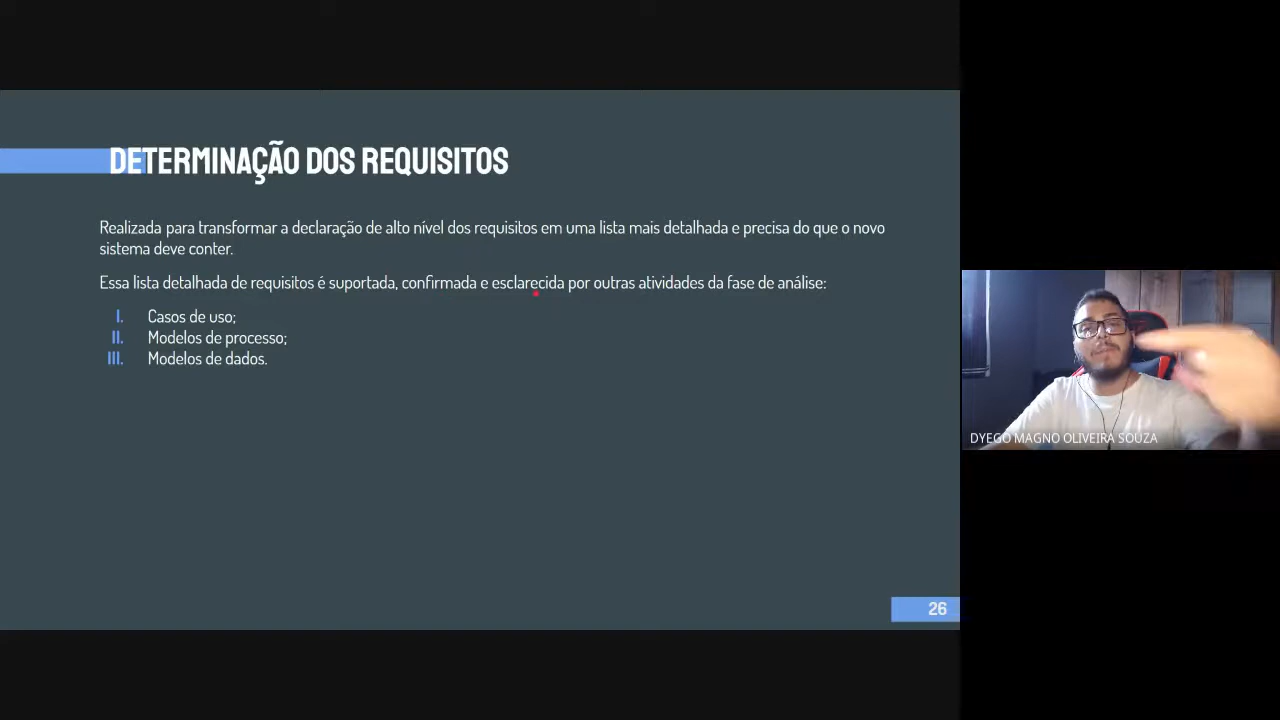 DETERMINAÇÃO DOS REQUISITOS
Realizada para transformar a declaração de alto nível dos requisitos em uma lista mais detalhada e precisa do que o novo
sistema deve conter.
Essa lista detalhada de requisitos é suportada, confirmada e esclarecida por outras atividades da fase de análise:
I. Casos de uso;
II. Modelos de processo;
III. Modelos de dados.
DYEGO MAGNO OLIVEIRA SOUZA
26